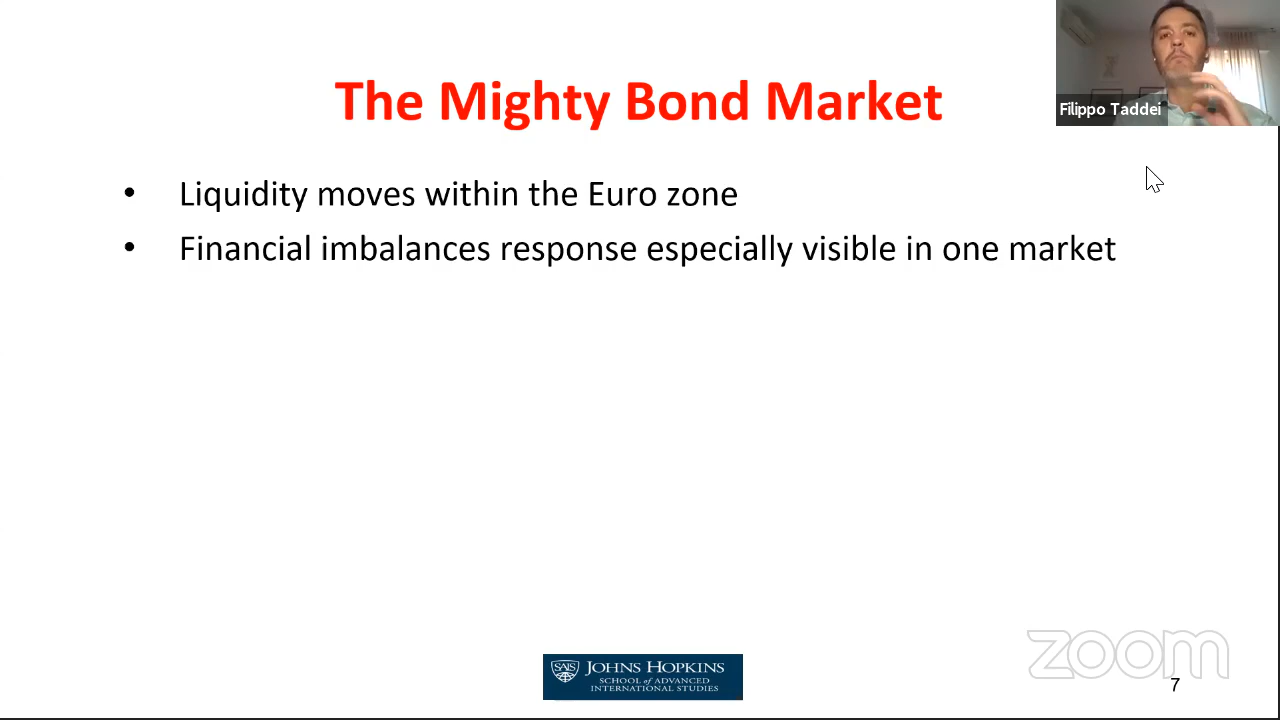 The Mighty Bond Market
Filippo Taddei
• Liquidity moves within the Euro zone
• Financial imbalances response especially visible in one market
SAIS
JOHNS HOPKINS
SCHOOL of ADVANCED
INTERNATIONAL STUDIES
zoom
7